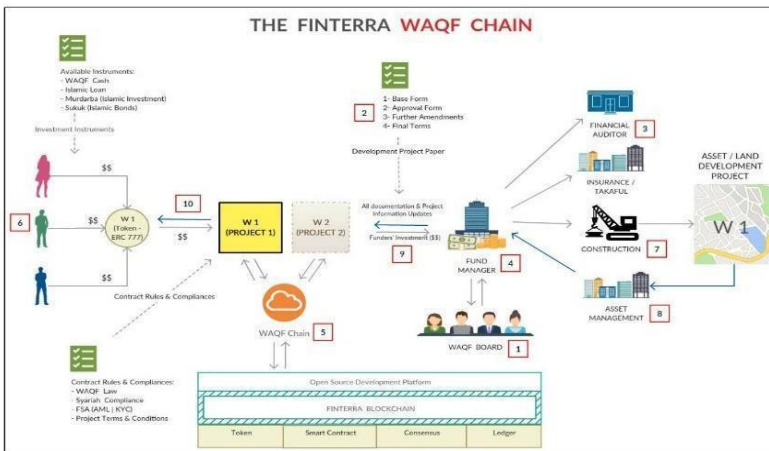 THE FINTERRA WAQF CHAIN
Available Instruments:
- WAQF Cash
- Islamic Loan
- Murdarba (Islamic Investment)
- Sukuk (Islamic Bonds)
Investment Instruments
2
1- Base Form
2- Approval Form
3- Further Amendments
4- Final Terms
Development Project Paper
FINANCIAL
AUDITOR
3
INSURANCE /
TAKAFUL
ASSET / LAND
DEVELOPMENT
PROJECT
W 1
6
$$
$$
$$
W 1
(Token -
ERC 777)
10
$$
W 1
(PROJECT 1)
W 2
(PROJECT 2)
All documentation & Project
Information Updates
Funders' Investment ($$)
9
FUND
MANAGER
4
CONSTRUCTION
7
ASSET
MANAGEMENT
8
Contract Rules & Compliances
WAQF Chain
5
WAQF BOARD
1
Contract Rules & Compliances:
- WAQF Law
- Syariah Compliance
- FSA (AML | KYC)
- Project Terms & Conditions
Open Source Development Platform
FINTERRA BLOCKCHAIN
Token
Smart Contract
Consensus
Ledger